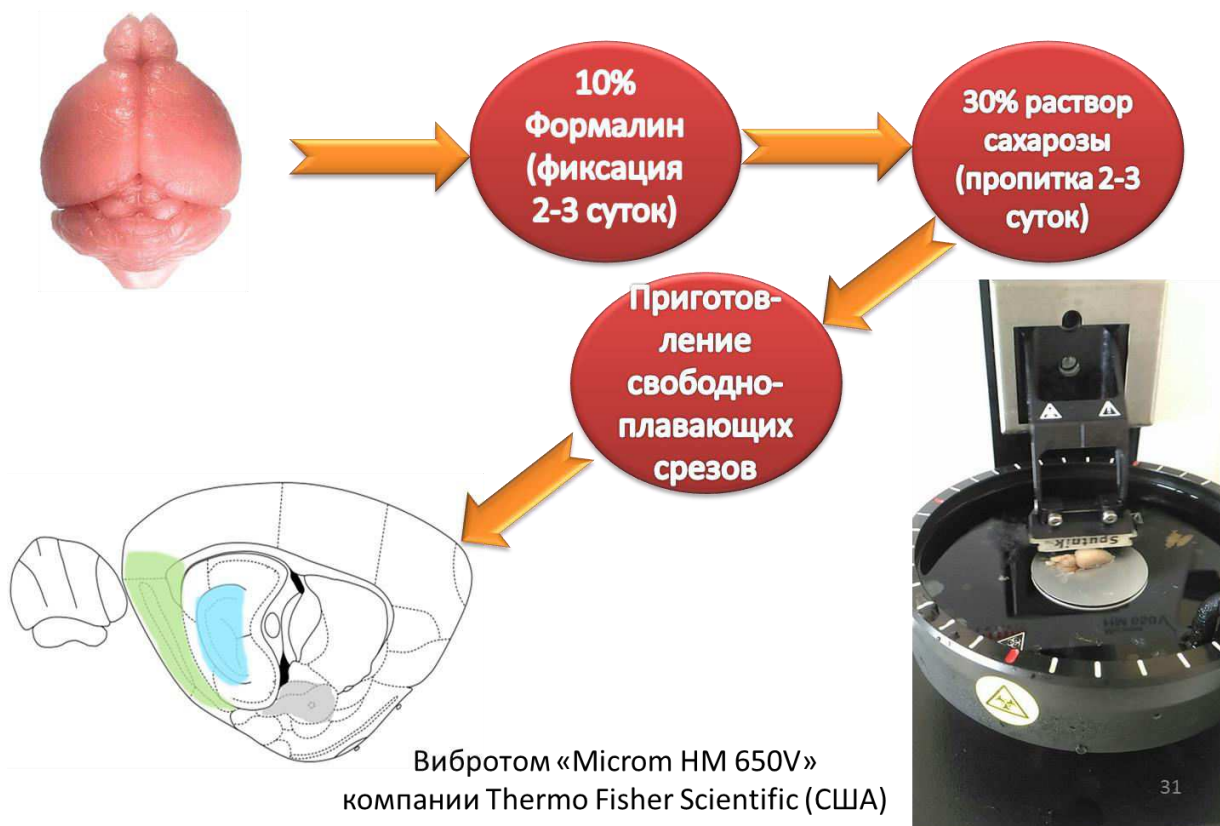 10%
Формалин
(фиксация
2-3 суток)
30% раствор
сахарозы
(пропитка 2-3
суток)
Приготов-
ление
свободно-
плавающих
срезов
Sputnik
Вибротом «Microm HM 650V»
компании Thermo Fisher Scientific (США)
31